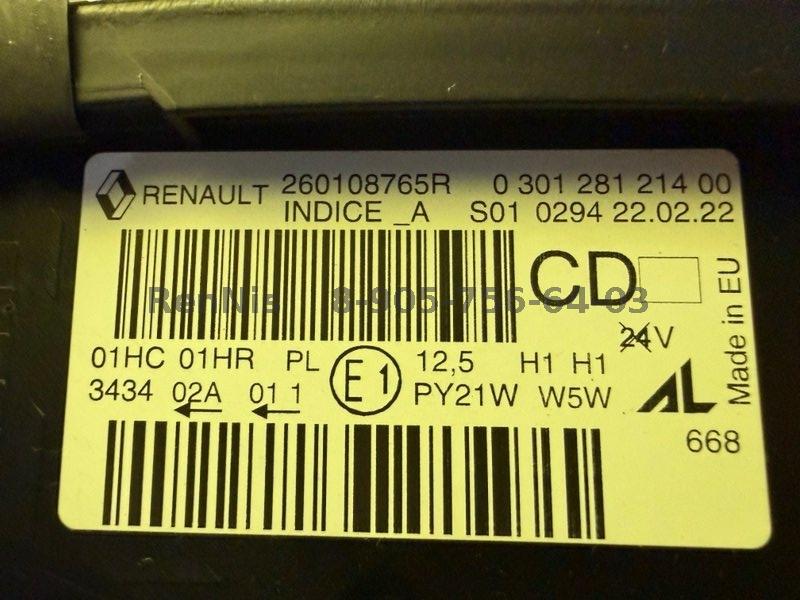 RENAULT 260108765R 0 301 281 214 00
INDICE _A S01 0294 22.02.22
CD
RenNis 8-905-756-64-03
24V
Made in EU
01HC 01HR PL E1 12,5 H1 H1
3434 02A 01 1 PY21W W5W
AL
668